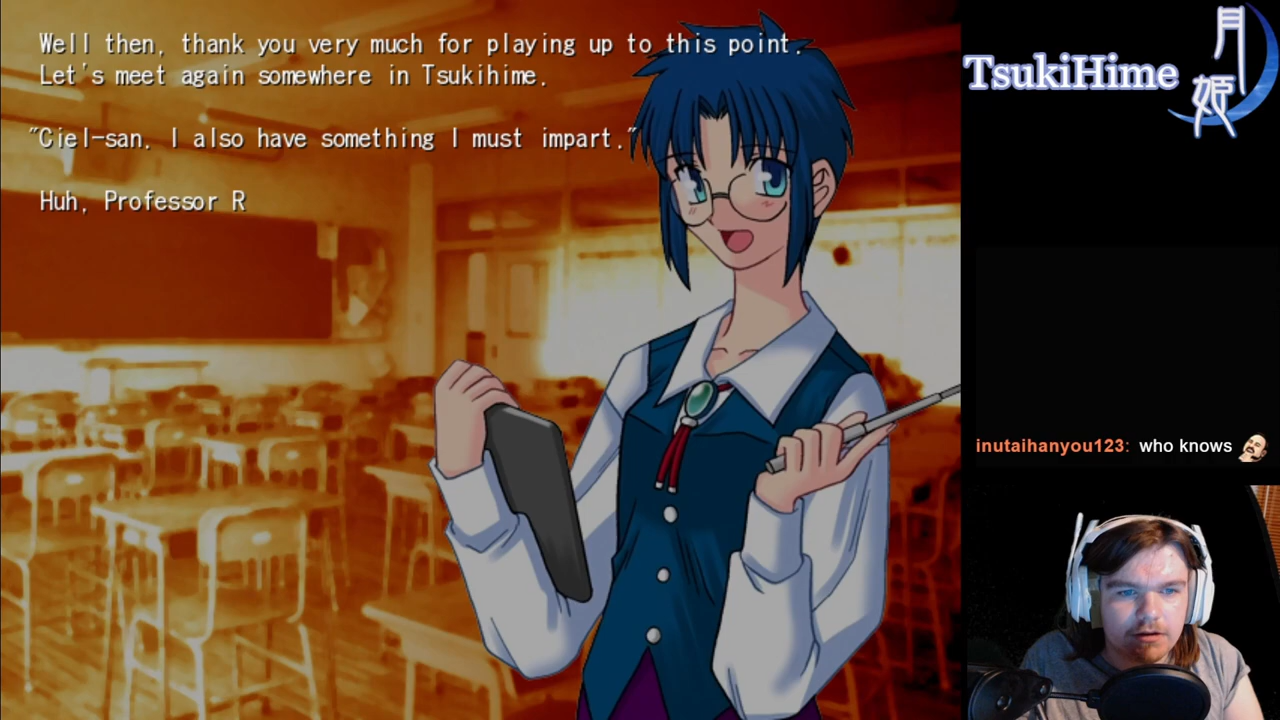 Well then, thank you very much for playing up to this point.
Let's meet again somewhere in Tsukihime.
"Ciel-san, I also have something I must impart."
Huh, Professor R
TsukiHime
月姫
inutaihanyou123: who knows